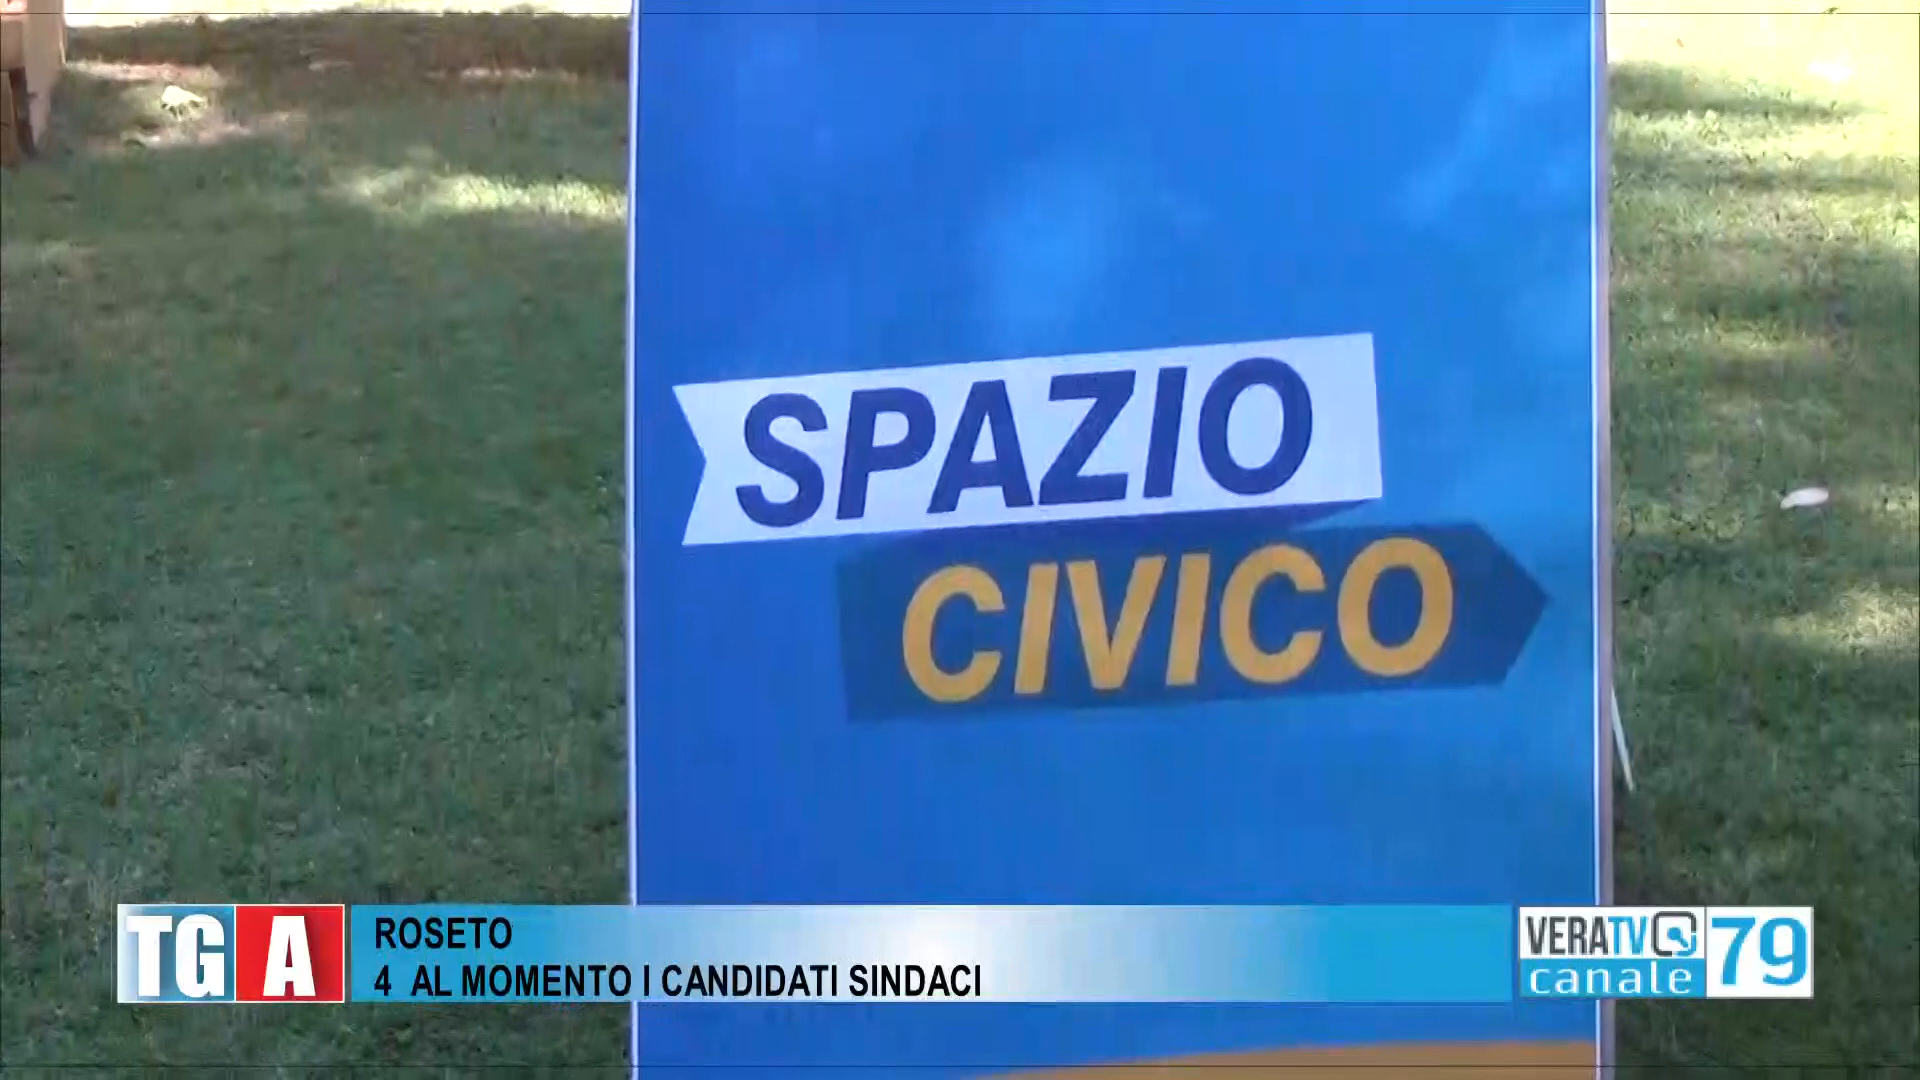 SPAZIO
CIVICO
TG A
ROSETO
4 AL MOMENTO I CANDIDATI SINDACI
VERATV
canale 79